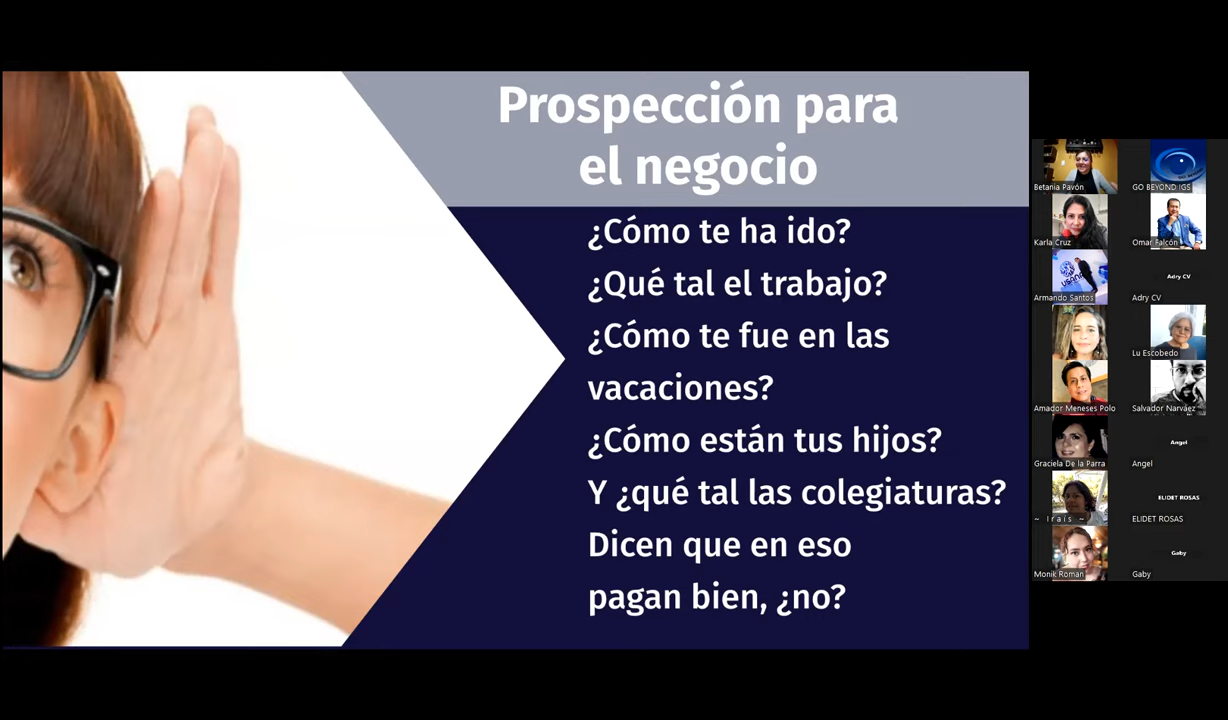 Prospección para
el negocio
¿Cómo te ha ido?
¿Qué tal el trabajo?
¿Cómo te fue en las
vacaciones?
¿Cómo están tus hijos?
Y ¿qué tal las colegiaturas?
Dicen que en eso
pagan bien, ¿no?
Betania Pavón
GO BEYOND IGS
Karla Cruz
Omar Falcón
USANA
Armando Santos
Adry CV
Adry CV
Lu Escobedo
Amador Meneses Polo
Salvador Narváez
Graciela De la Parra
Angel
Angel
~ I r a í s ~
ELIDET ROSAS
ELIDET ROSAS
Monik Roman
Gaby
Gaby